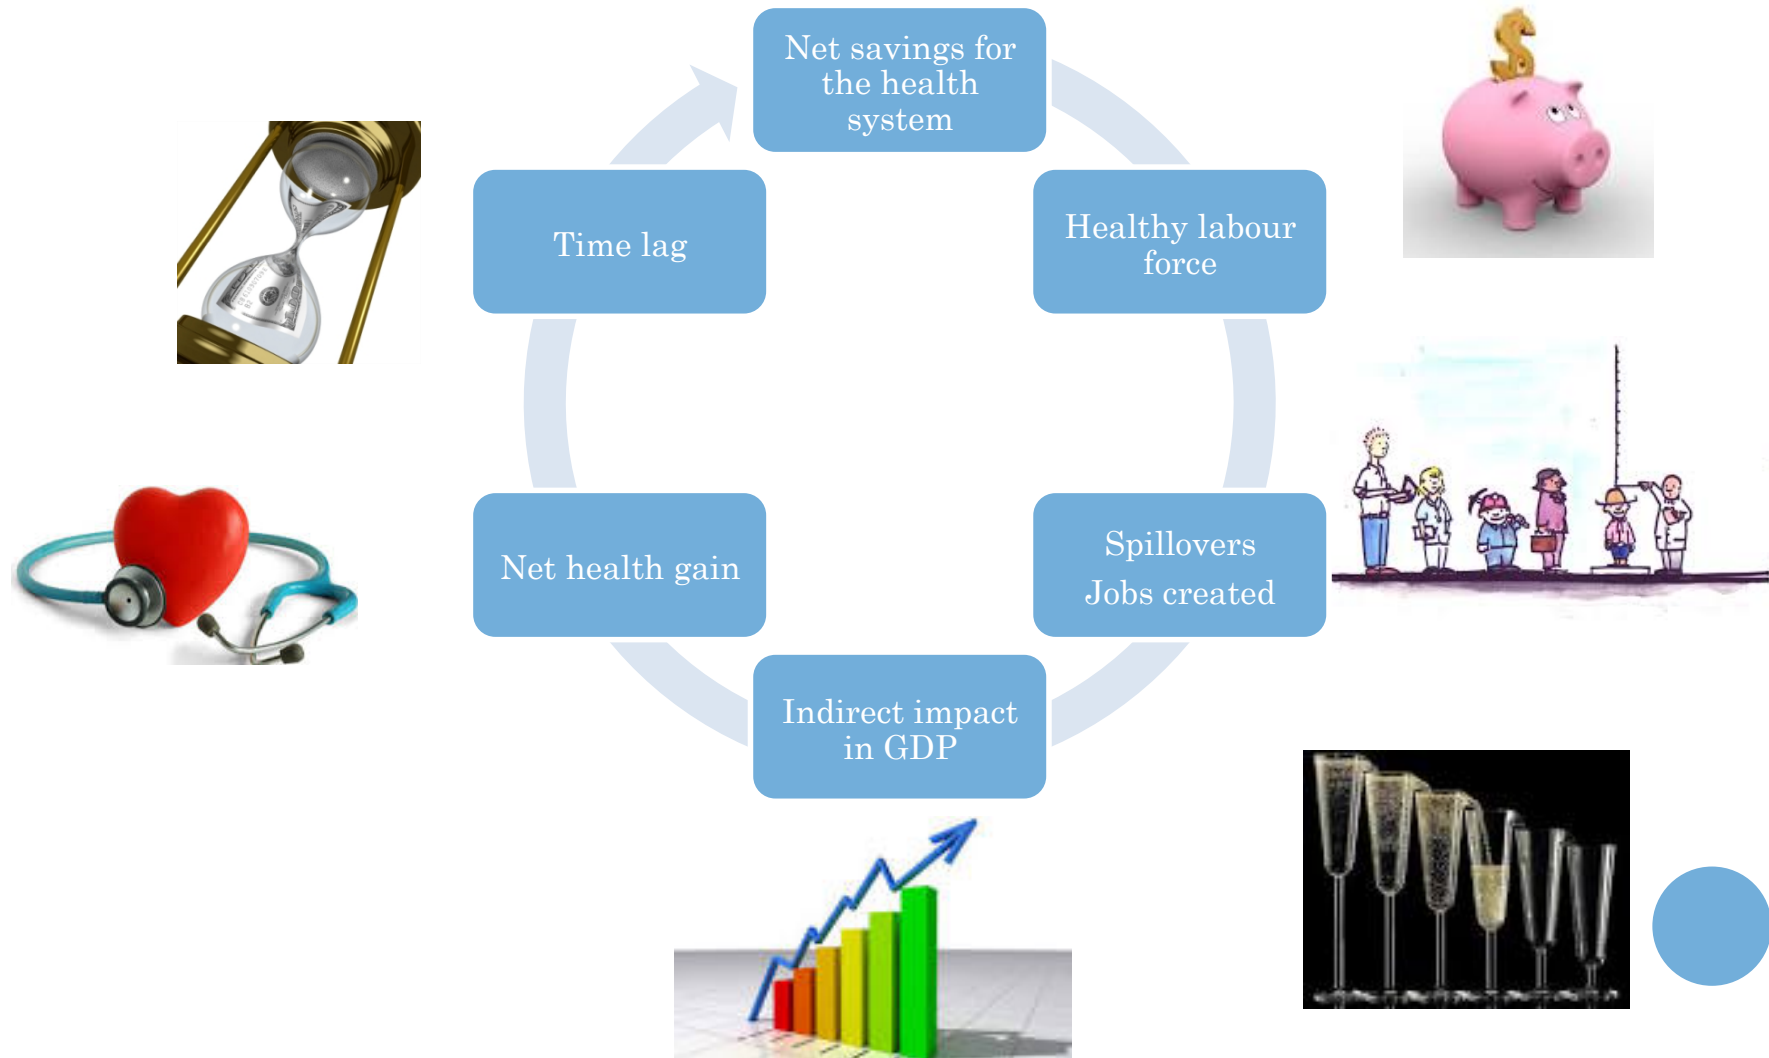 Net savings for
the health
system
Healthy labour
force
Spillovers
Jobs created
Indirect impact
in GDP
Net health gain
Time lag